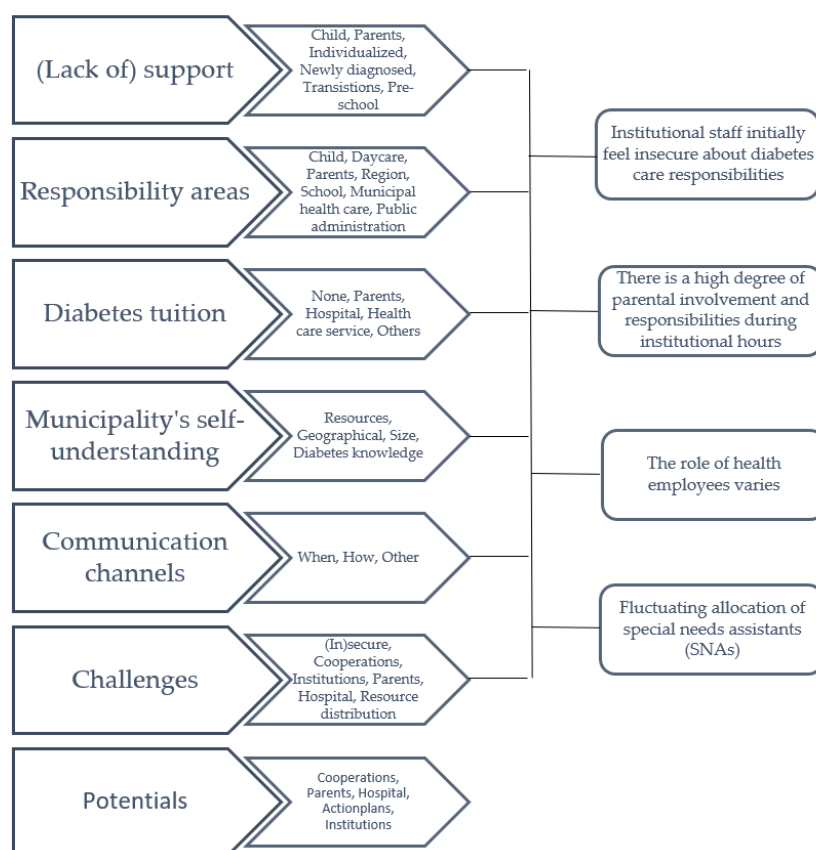 (Lack of) support
Child, Parents,
Individualized,
Newly diagnosed,
Transistions, Pre-
school
Responsibility areas
Child, Daycare,
Parents, Region,
School, Municipal
health care, Public
administration
Diabetes tuition
None, Parents,
Hospital, Health
care service, Others
Municipality's self-
understanding
Resources,
Geographical, Size,
Diabetes knowledge
Communication
channels
When, How, Other
Challenges
(In)secure,
Cooperations,
Institutions, Parents,
Hospital, Resource
distribution
Potentials
Cooperations,
Parents, Hospital,
Actionplans,
Institutions
Institutional staff initially
feel insecure about diabetes
care responsibilities
There is a high degree of
parental involvement and
responsibilities during
institutional hours
The role of health
employees varies
Fluctuating allocation of
special needs assistants
(SNAs)